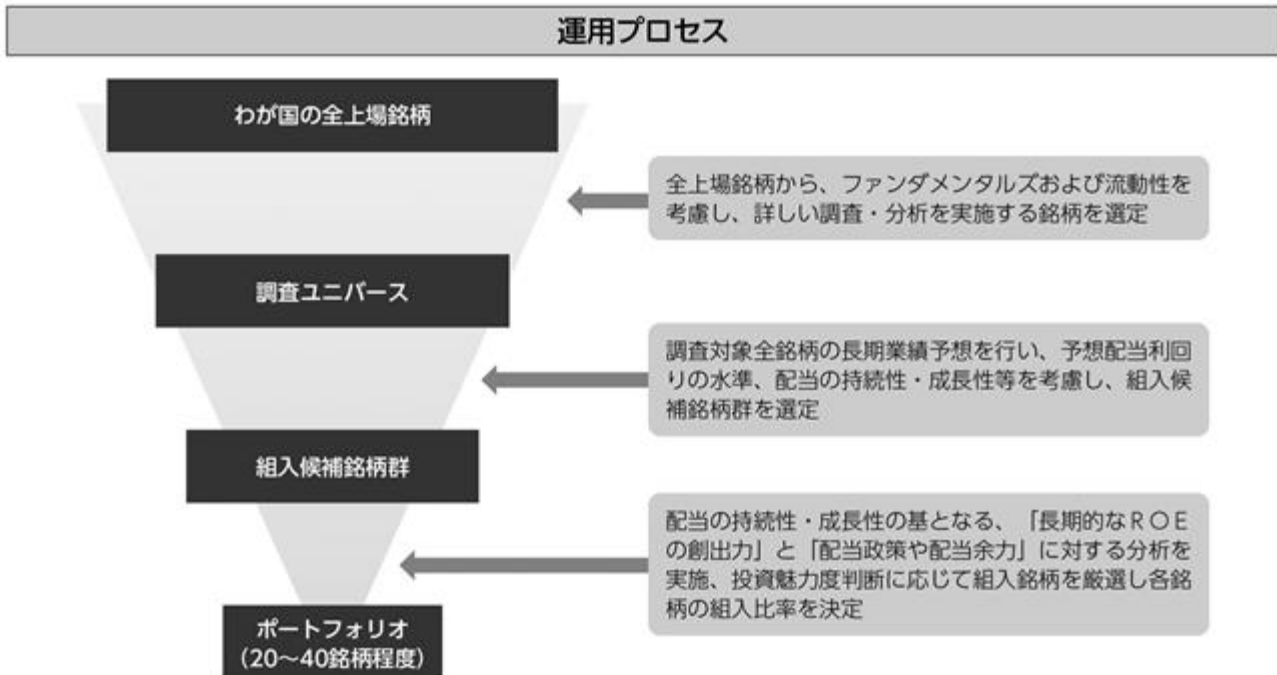 運用プロセス
わが国の全上場銘柄
全上場銘柄から、ファンダメンタルズおよび流動性を
考慮し、詳しい調査・分析を実施する銘柄を選定
調査ユニバース
調査対象全銘柄の長期業績予想を行い、予想配当利回
りの水準、配当の持続性・成長性等を考慮し、組入候
補銘柄群を選定
組入候補銘柄群
配当の持続性・成長性の基となる、「長期的なＲＯＥ
の創出力」と「配当政策や配当余力」に対する分析を
実施、投資魅力度判断に応じて組入銘柄を厳選し各銘
柄の組入比率を決定
ポートフォリオ
(20～40銘柄程度)